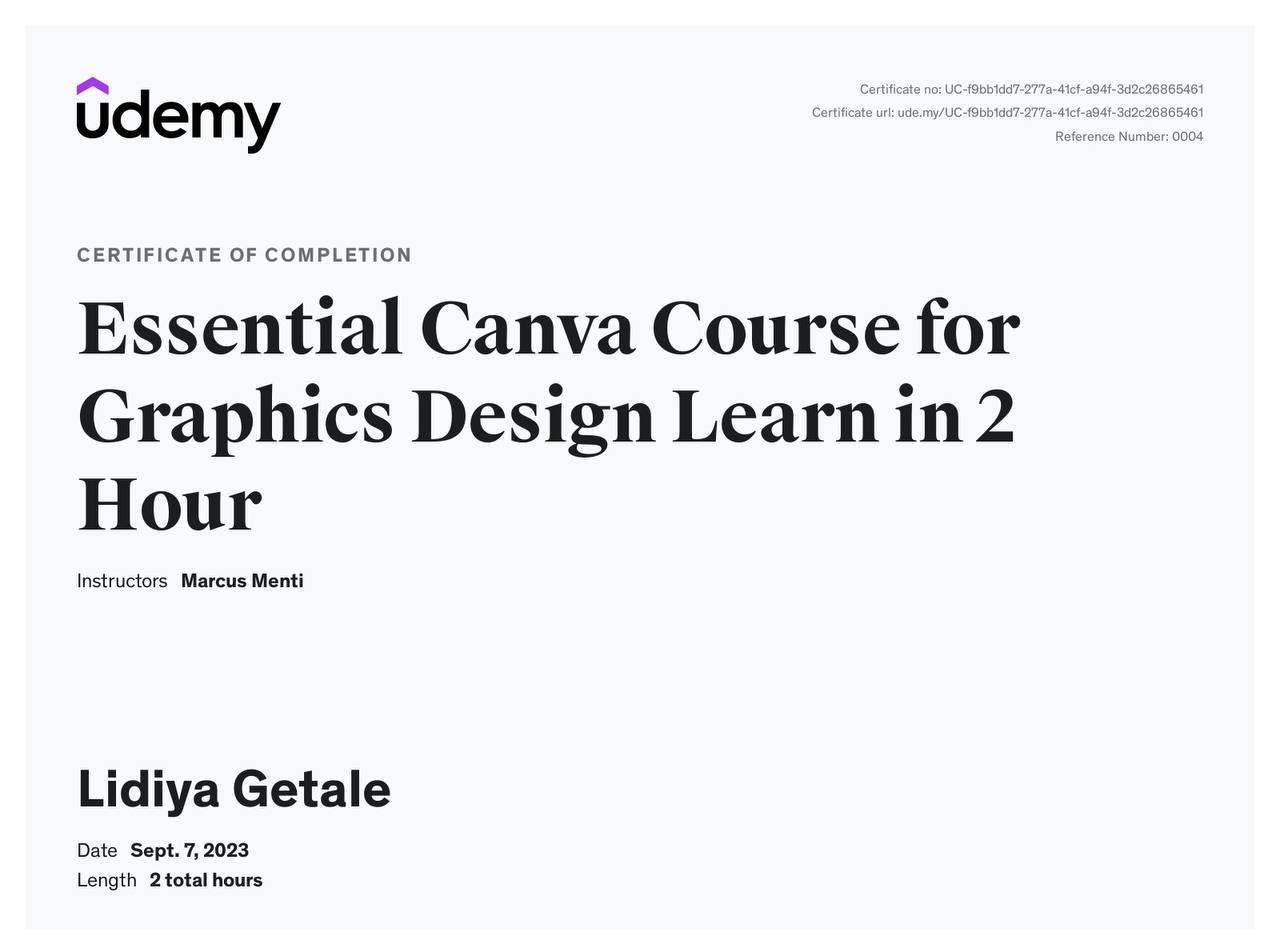 udemy
Certificate no: UC-f9bb1dd7-277a-41cf-a94f-3d2c26865461
Certificate url: ude.my/UC-f9bb1dd7-277a-41cf-a94f-3d2c26865461
Reference Number: 0004
CERTIFICATE OF COMPLETION
Essential Canva Course for
Graphics Design Learn in 2
Hour
Instructors Marcus Menti
Lidiya Getale
Date Sept. 7, 2023
Length 2 total hours